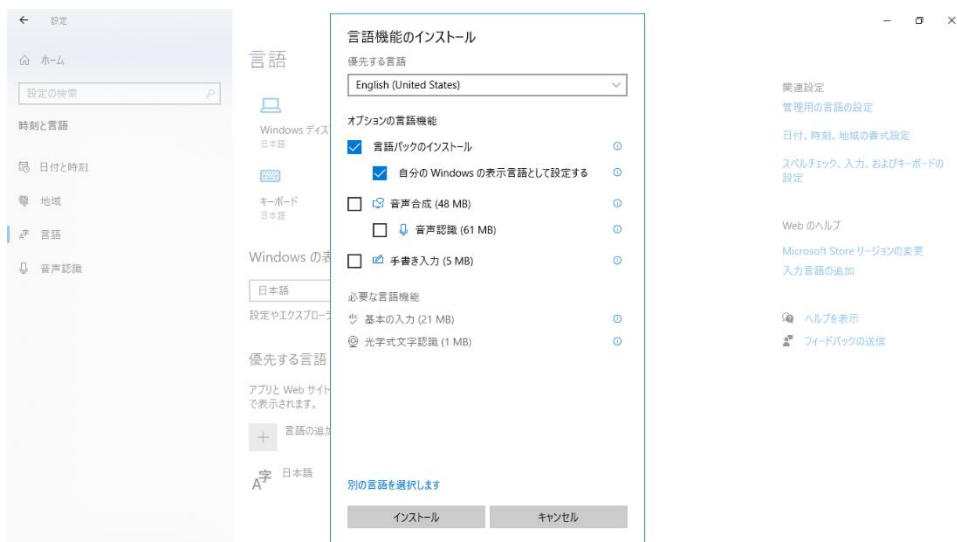 設定
ホーム
設定の検索
時刻と言語
日付と時刻
地域
言語
音声認識
言語
Windows ディス
日本語
キーボード
日本語
Windows の表
日本語
設定やエクスプローラ
優先する言語
アプリと Web サイト
で表示されます。
言語の追加
日本語
言語機能のインストール
優先する言語
English (United States)
オプションの言語機能
言語パックのインストール
自分の Windows の表示言語として設定する
音声合成 (48 MB)
音声認識 (61 MB)
手書き入力 (5 MB)
必要な言語機能
基本の入力 (21 MB)
光学式文字認識 (1 MB)
別の言語を選択します
インストール
キャンセル
関連設定
管理用の言語の設定
日付、時刻、地域の書式設定
スペルチェック、入力、およびキーボードの
設定
Web のヘルプ
Microsoft Store リージョンの変更
入力言語の追加
ヘルプを表示
フィードバックの送信